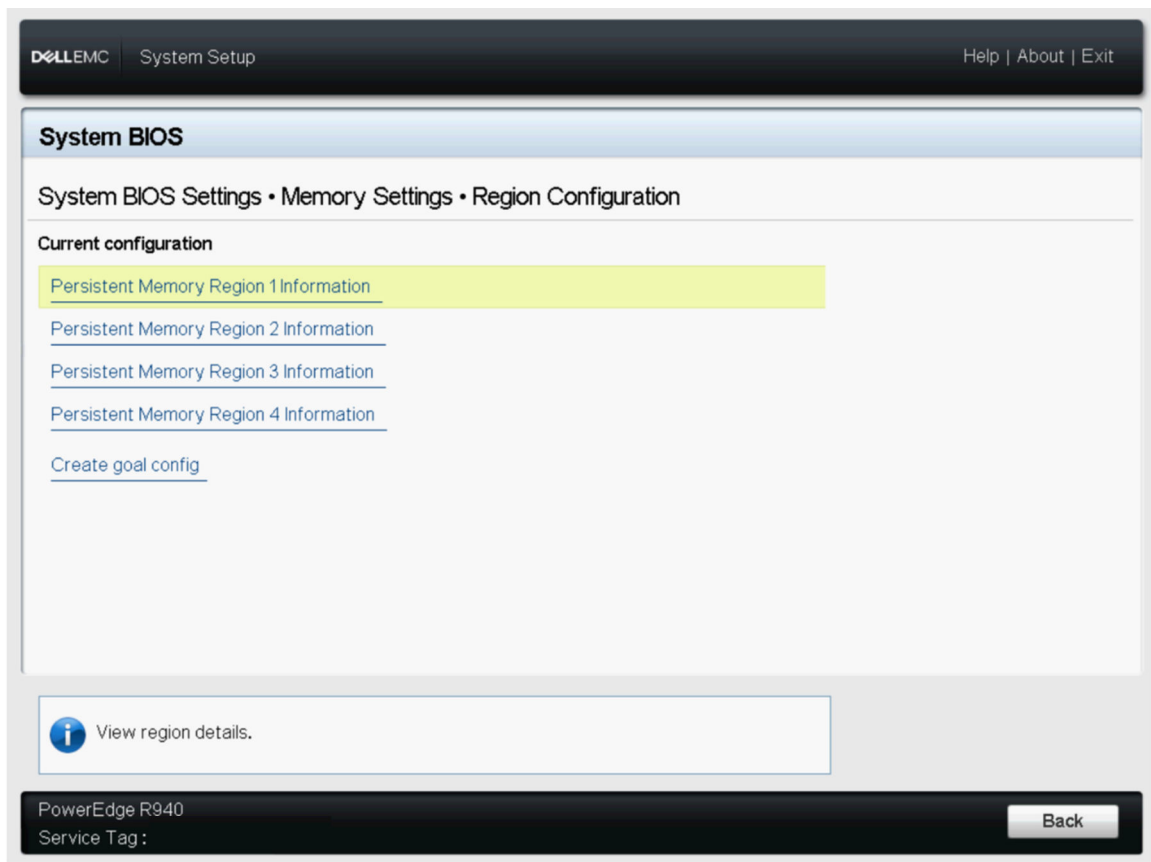 DELLEMC System Setup Help | About | Exit
System BIOS
System BIOS Settings • Memory Settings • Region Configuration
Current configuration
Persistent Memory Region 1 Information
Persistent Memory Region 2 Information
Persistent Memory Region 3 Information
Persistent Memory Region 4 Information
Create goal config
View region details.
PowerEdge R940
Service Tag :
Back